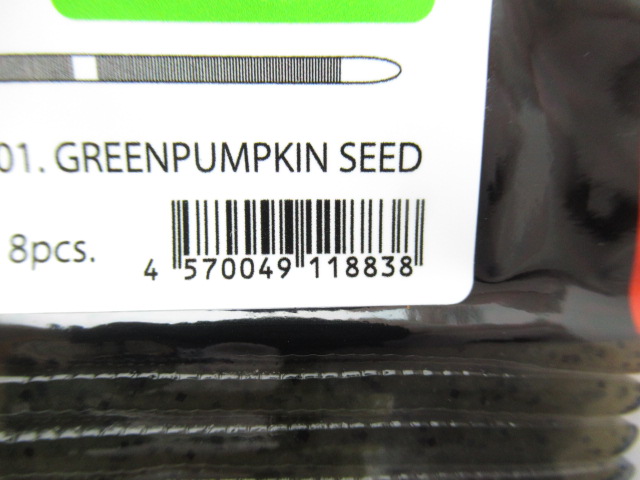 01. GREENPUMPKIN SEED
8pcs.
4 570049 118838